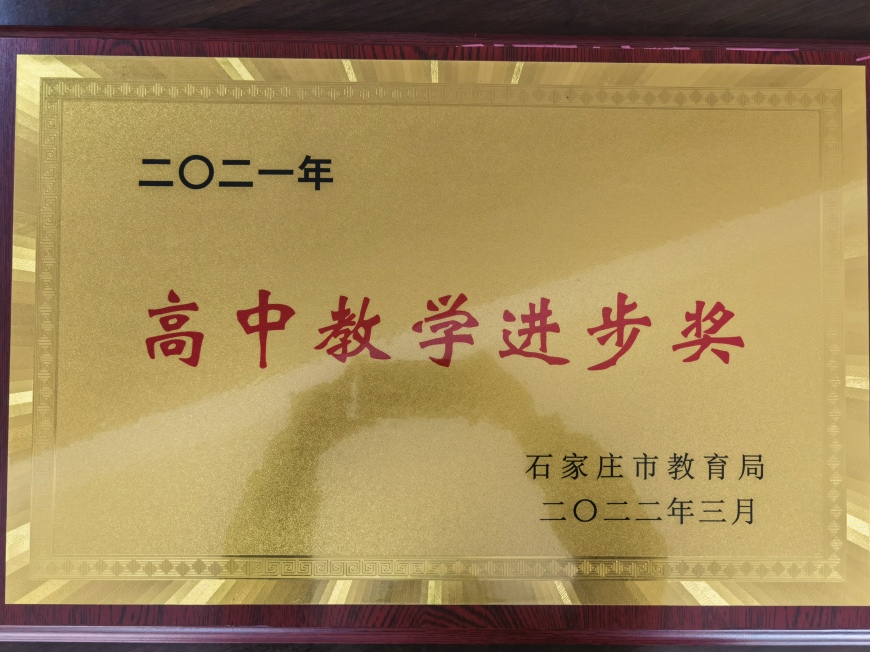 二〇二一年
高中教学进步奖
石家庄市教育局
二〇二二年三月